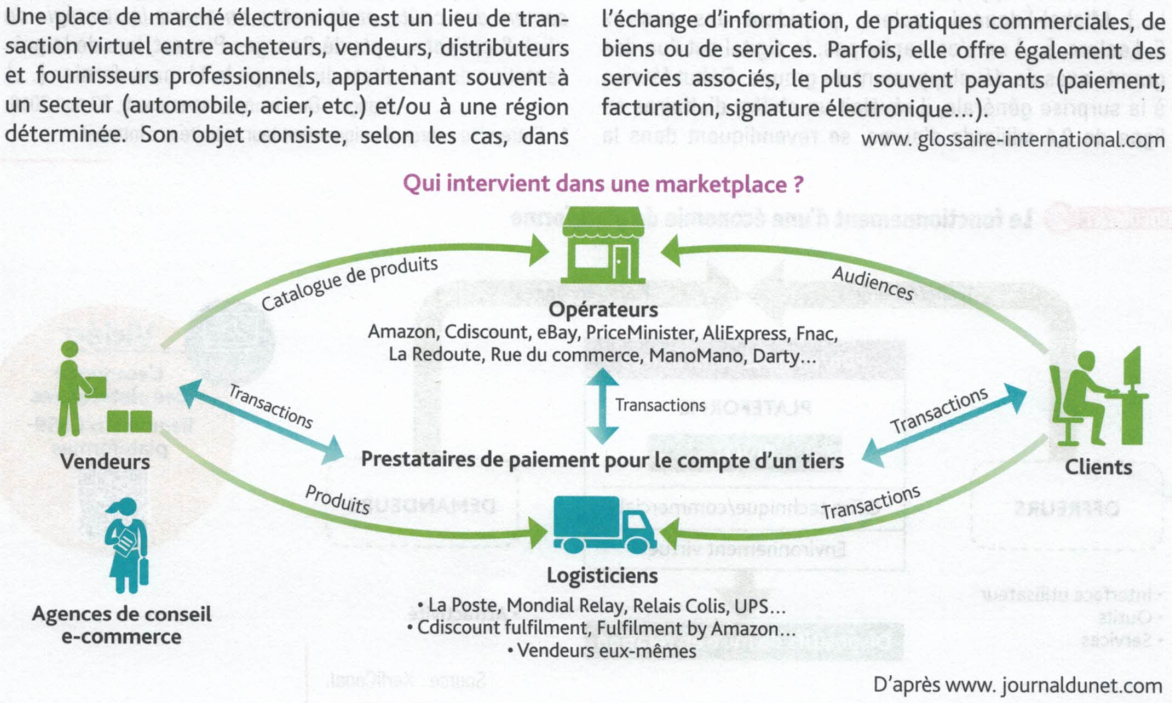 Une place de marché électronique est un lieu de tran-
saction virtuel entre acheteurs, vendeurs, distributeurs
et fournisseurs professionnels, appartenant souvent à
un secteur (automobile, acier, etc.) et/ou à une région
déterminée. Son objet consiste, selon les cas, dans
l'échange d'information, de pratiques commerciales, de
biens ou de services. Parfois, elle offre également des
services associés, le plus souvent payants (paiement,
facturation, signature électronique...).
www. glossaire-international.com
Qui intervient dans une marketplace ?
Catalogue de produits
Audiences
Opérateurs
Amazon, Cdiscount, eBay, PriceMinister, AliExpress, Fnac,
La Redoute, Rue du commerce, ManoMano, Darty...
Transactions
Transactions
Transactions
Vendeurs
Prestataires de paiement pour le compte d'un tiers
Clients
Produits
Transactions
Logisticiens
• La Poste, Mondial Relay, Relais Colis, UPS...
• Cdiscount fulfilment, Fulfilment by Amazon...
• Vendeurs eux-mêmes
Agences de conseil
e-commerce
D'après www. journaldunet.com